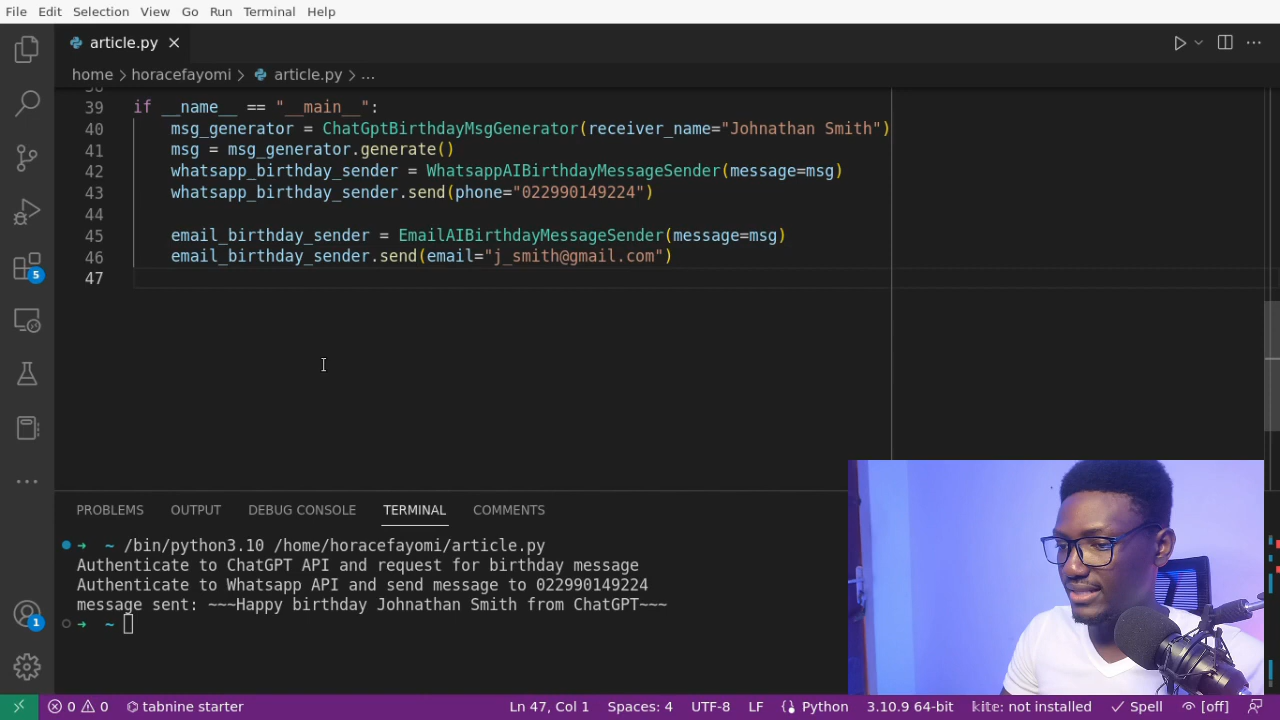 File Edit Selection View Go Run Terminal Help
article.py
home > horacefayomi > article.py > ...
39 if __name__ == "__main__":
40 msg_generator = ChatGptBirthdayMsgGenerator(receiver_name="Johnathan Smith")
41 msg = msg_generator.generate()
42 whatsapp_birthday_sender = WhatsappAIBirthdayMessageSender(message=msg)
43 whatsapp_birthday_sender.send(phone="022990149224")
44
45 email_birthday_sender = EmailAIBirthdayMessageSender(message=msg)
46 email_birthday_sender.send(email="j_smith@gmail.com")
47
5
PROBLEMS OUTPUT DEBUG CONSOLE TERMINAL COMMENTS
→ ~ /bin/python3.10 /home/horacefayomi/article.py
Authenticate to ChatGPT API and request for birthday message
Authenticate to Whatsapp API and send message to 022990149224
message sent: ~~~Happy birthday Johnathan Smith from ChatGPT~~~
→ ~
1
0 0 tabnine starter Ln 47, Col 1 Spaces: 4 UTF-8 LF Python 3.10.9 64-bit kite: not installed Spell [off]